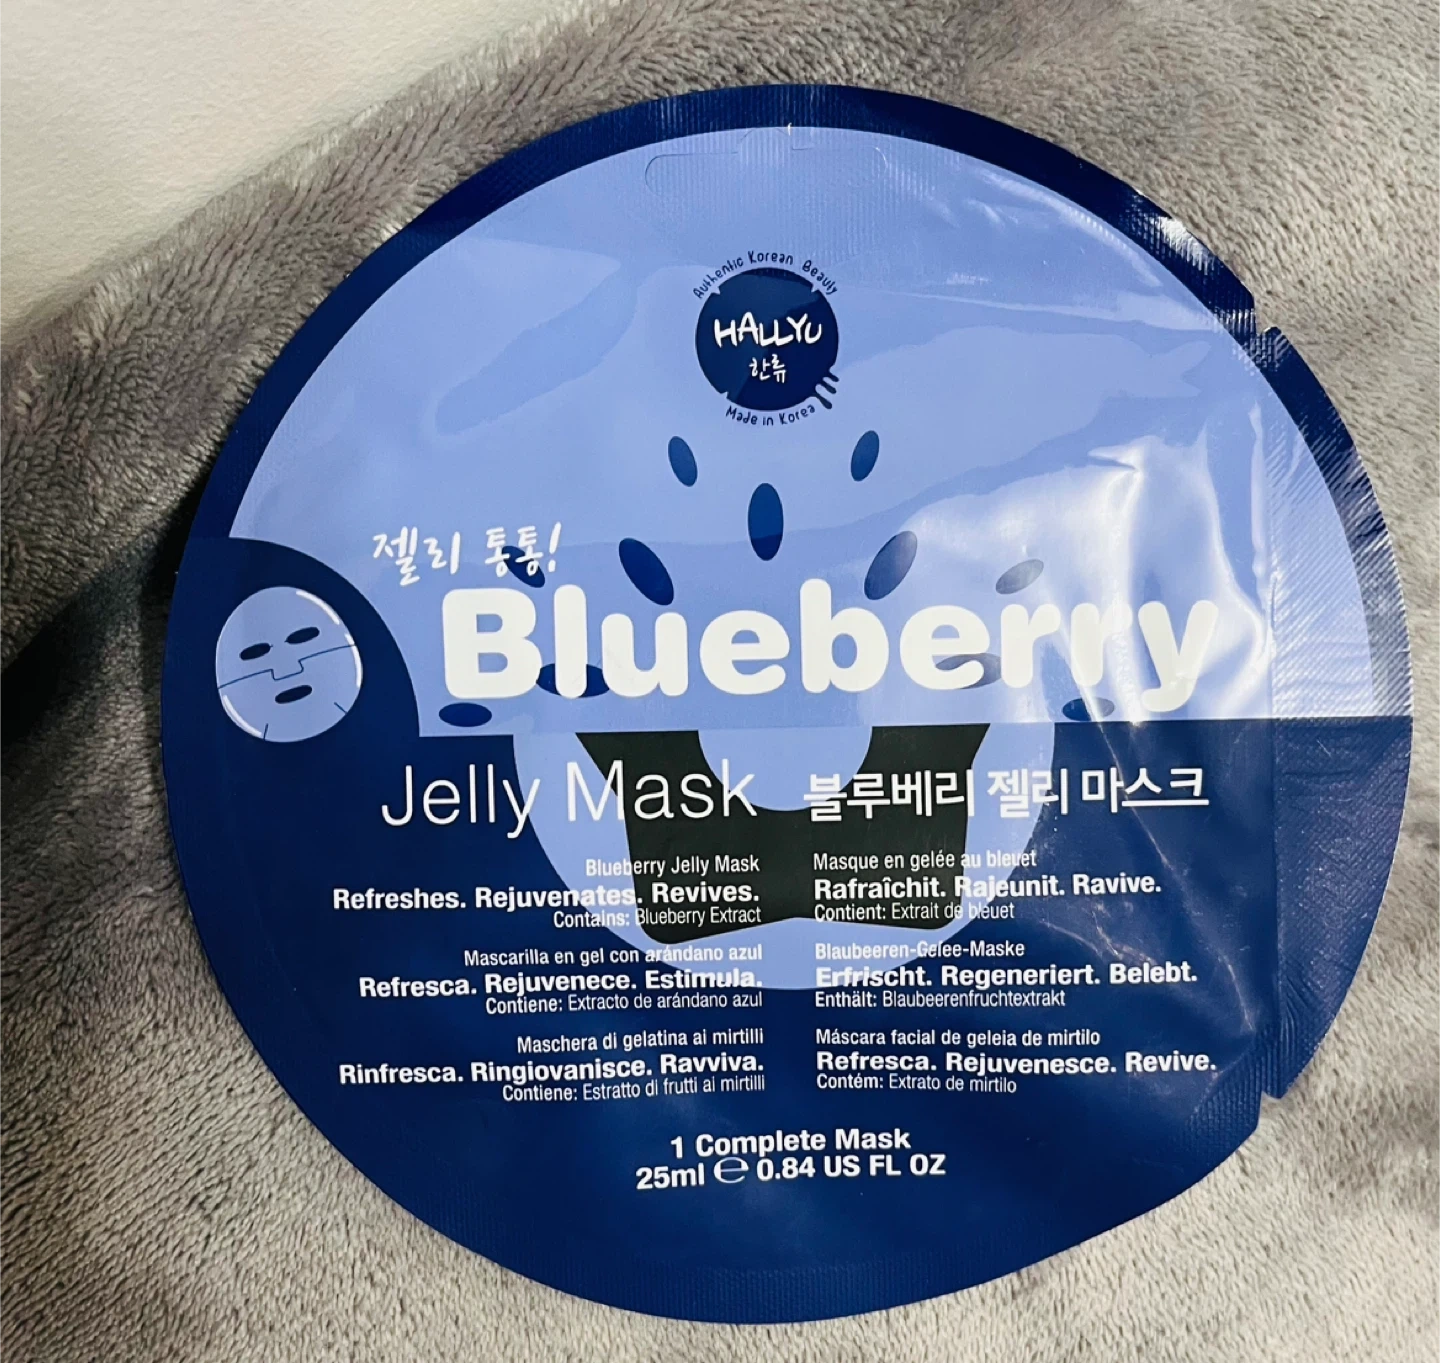 Authentic Korean Beauty
HALLYU
한류
Made in Korea
젤리 통통!
Blueberry
Jelly Mask 블루베리 젤리 마스크
Blueberry Jelly Mask
Refreshes. Rejuvenates. Revives.
Contains: Blueberry Extract
Masque en gelée au bleuet
Rafraîchit. Rajeunit. Ravive.
Contient: Extrait de bleuet
Mascarilla en gel con arándano azul
Refresca. Rejuvenece. Estimula.
Contiene: Extracto de arándano azul
Blaubeeren-Gelee-Maske
Erfrischt. Regeneriert. Belebt.
Enthält: Blaubeerenfruchtextrakt
Maschera di gelatina ai mirtilli
Rinfresca. Ringiovanisce. Ravviva.
Contiene: Estratto di frutti ai mirtilli
Máscara facial de geleia de mirtilo
Refresca. Rejuvenesce. Revive.
Contém: Extrato de mirtilo
1 Complete Mask
25ml ℮ 0.84 US FL OZ